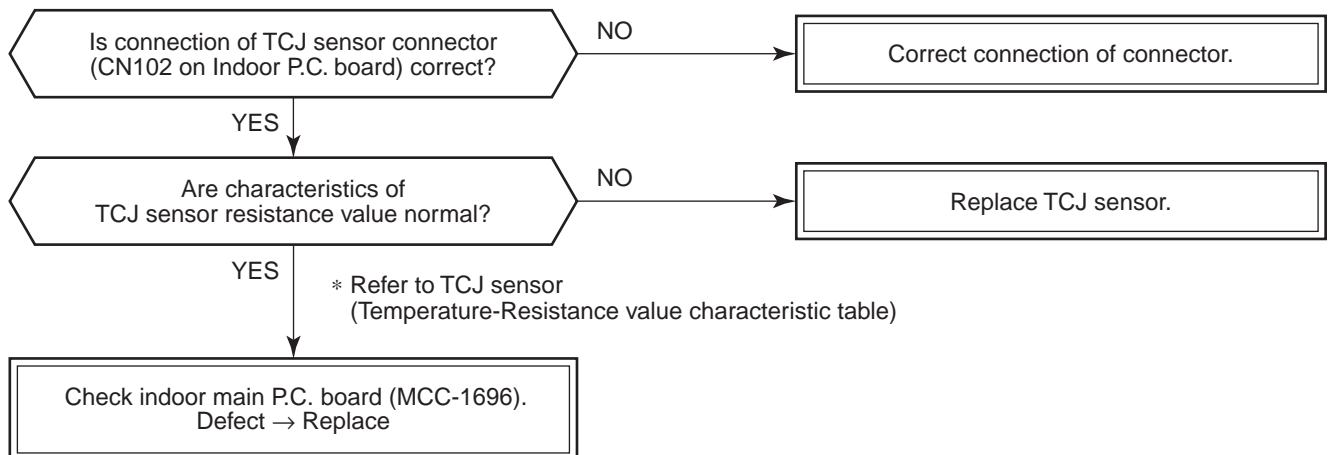 Is connection of TCJ sensor connector
(CN102 on Indoor P.C. board) correct?
NO
Correct connection of connector.
YES
Are characteristics of
TCJ sensor resistance value normal?
NO
Replace TCJ sensor.
YES
* Refer to TCJ sensor
(Temperature-Resistance value characteristic table)
Check indoor main P.C. board (MCC-1696).
Defect → Replace